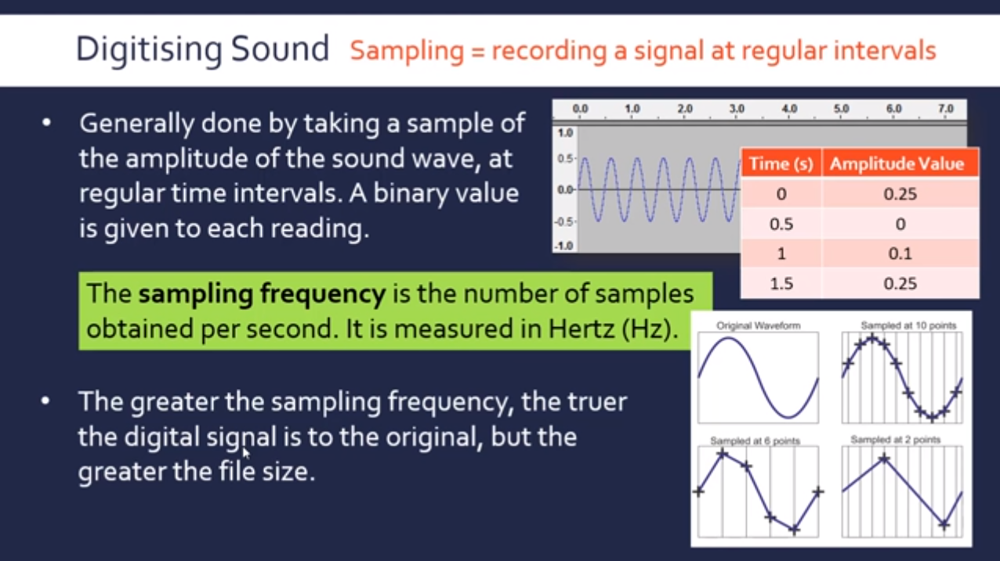 Digitising Sound Sampling = recording a signal at regular intervals
• Generally done by taking a sample of
the amplitude of the sound wave, at
regular time intervals. A binary value
is given to each reading.
0.0 1.0 2.0 3.0 4.0 5.0 6.0 7.0
1.0
0.5
0.0
-0.5
-1.0
Time (s) Amplitude Value
0 0.25
0.5 0
1 0.1
1.5 0.25
The sampling frequency is the number of samples
obtained per second. It is measured in Hertz (Hz).
• The greater the sampling frequency, the truer
the digital signal is to the original, but the
greater the file size.
Original Waveform Sampled at 10 points
Sampled at 6 points Sampled at 2 points